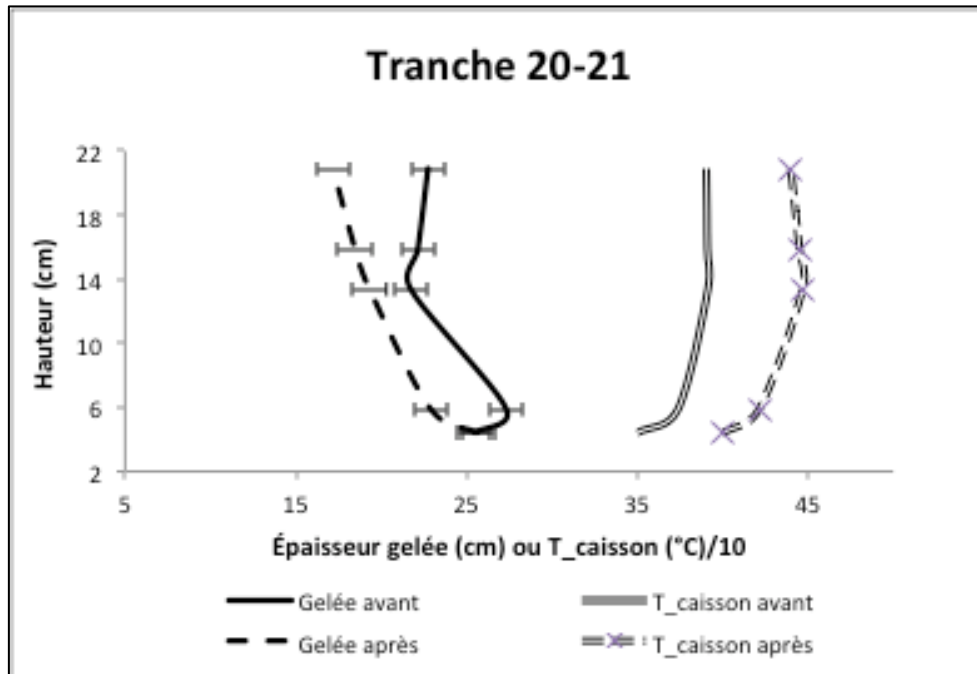 Tranche 20-21
22
18
14
10
6
2
Hauteur (cm)
5 15 25 35 45
Épaisseur gelée (cm) ou T_caisson (°C)/10
Gelée avant T_caisson avant
Gelée après T_caisson après